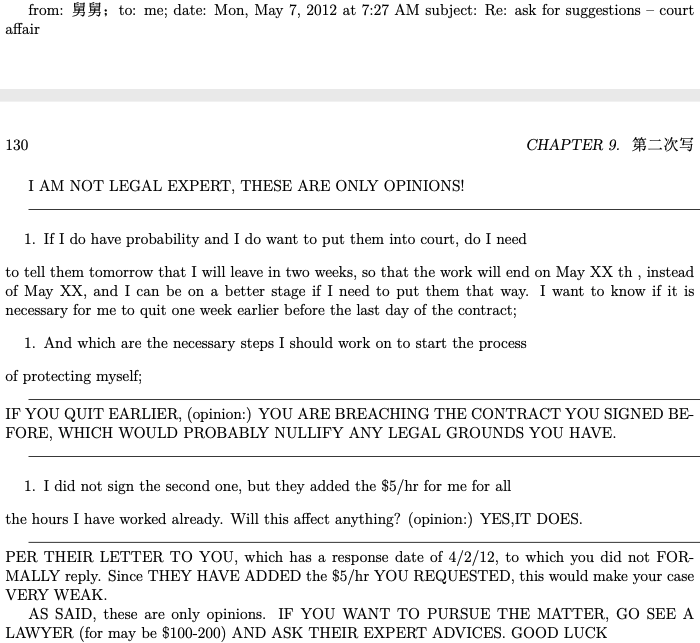 from: 舅舅; to: me; date: Mon, May 7, 2012 at 7:27 AM subject: Re: ask for suggestions – court
affair
130
CHAPTER 9. 第二次写
I AM NOT LEGAL EXPERT, THESE ARE ONLY OPINIONS!
1. If I do have probability and I do want to put them into court, do I need
to tell them tomorrow that I will leave in two weeks, so that the work will end on May XX th , instead
of May XX, and I can be on a better stage if I need to put them that way. I want to know if it is
necessary for me to quit one week earlier before the last day of the contract;
1. And which are the necessary steps I should work on to start the process
of protecting myself;
IF YOU QUIT EARLIER, (opinion:) YOU ARE BREACHING THE CONTRACT YOU SIGNED BE-
FORE, WHICH WOULD PROBABLY NULLIFY ANY LEGAL GROUNDS YOU HAVE.
1. I did not sign the second one, but they added the $5/hr for me for all
the hours I have worked already. Will this affect anything? (opinion:) YES,IT DOES.
PER THEIR LETTER TO YOU, which has a response date of 4/2/12, to which you did not FOR-
MALLY reply. Since THEY HAVE ADDED the $5/hr YOU REQUESTED, this would make your case
VERY WEAK.
AS SAID, these are only opinions. IF YOU WANT TO PURSUE THE MATTER, GO SEE A
LAWYER (for may be $100-200) AND ASK THEIR EXPERT ADVICES. GOOD LUCK